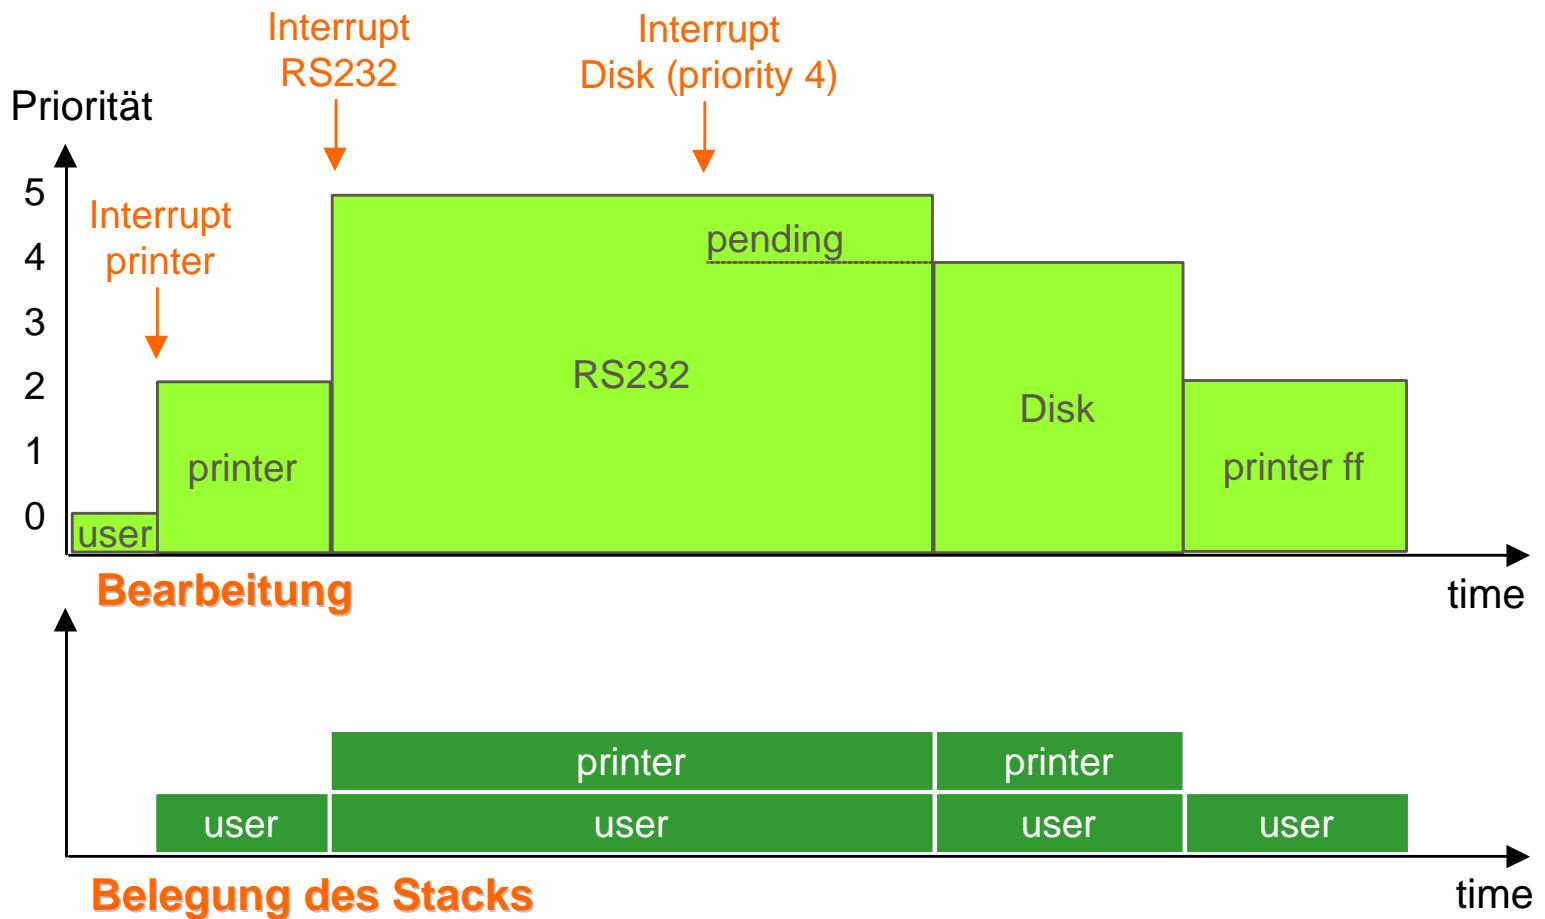 Interrupt
RS232
Interrupt
Disk (priority 4)
Priorität
5
4
3
2
1
0
Interrupt
printer
pending
RS232
Disk
printer
printer ff
user
Bearbeitung
time
printer
printer
user
user
user
user
Belegung des Stacks
time